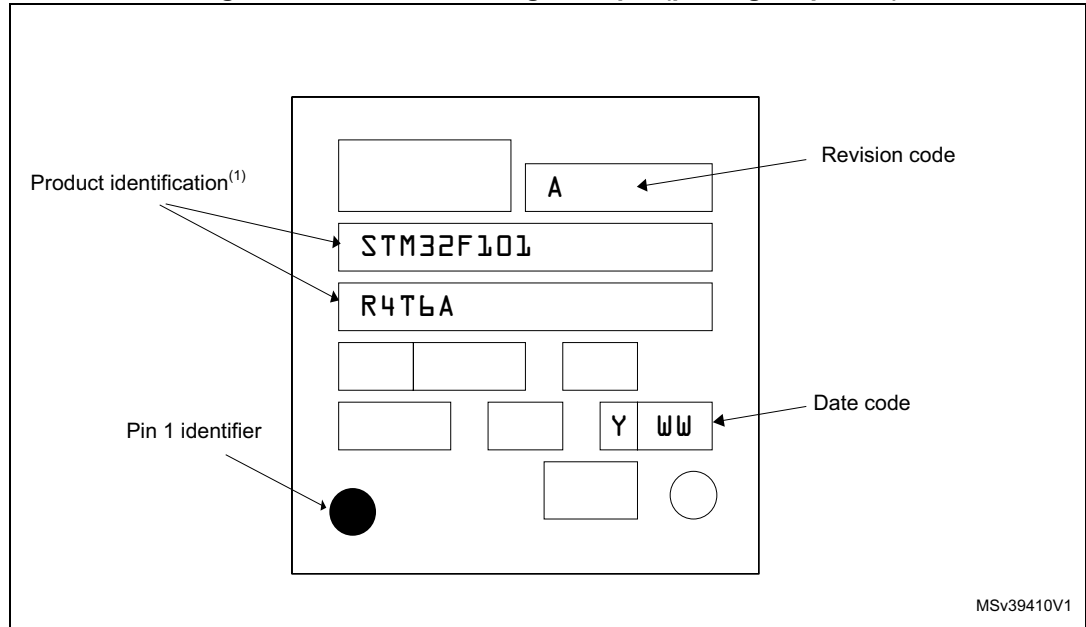 Revision code
A
Product identification(1)
STM32F101
R4T6A
Date code
Y WW
Pin 1 identifier
MSv39410V1